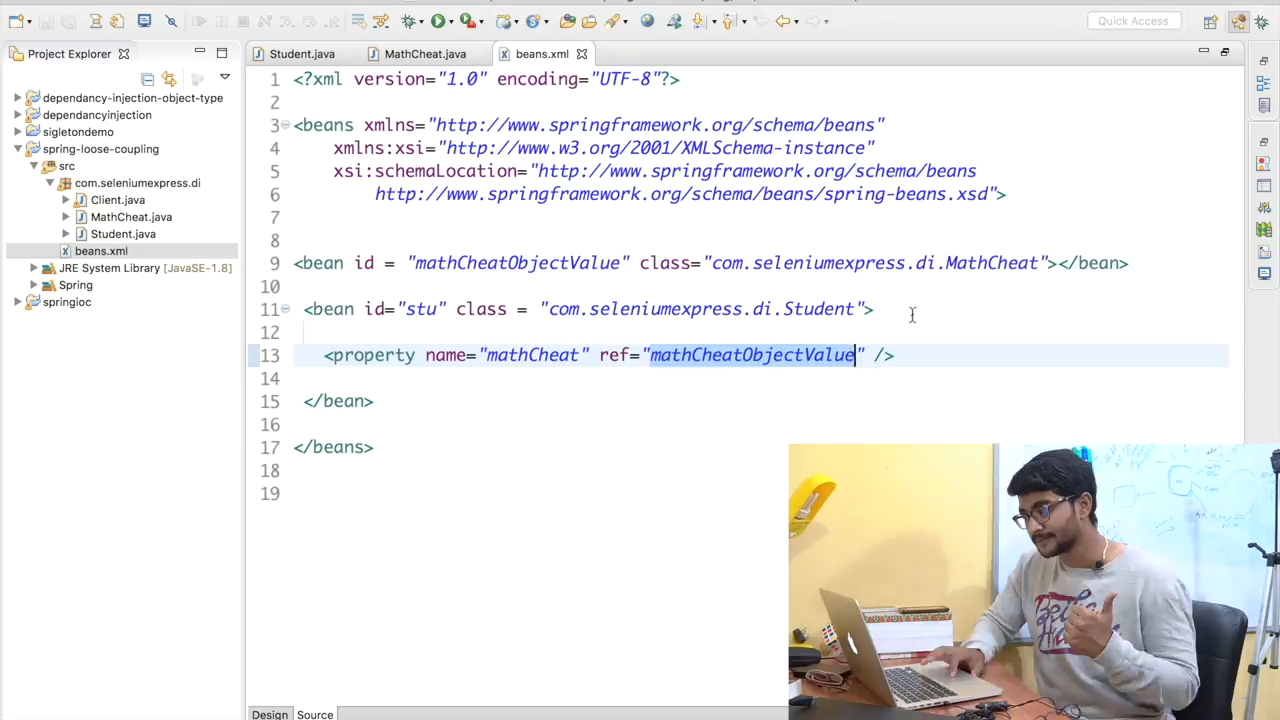 Quick Access
Project Explorer
dependancy-injection-object-type
dependancyinjection
sigletondemo
spring-loose-coupling
src
com.seleniumexpress.di
Client.java
MathCheat.java
Student.java
beans.xml
JRE System Library [JavaSE-1.8]
Spring
springioc
Student.java
MathCheat.java
beans.xml
1 <?xml version="1.0" encoding="UTF-8"?>
2
3 <beans xmlns="http://www.springframework.org/schema/beans"
4 xmlns:xsi="http://www.w3.org/2001/XMLSchema-instance"
5 xsi:schemaLocation="http://www.springframework.org/schema/beans
6 http://www.springframework.org/schema/beans/spring-beans.xsd">
7
8
9 <bean id = "mathCheatObjectValue" class="com.seleniumexpress.di.MathCheat"></bean>
10
11 <bean id="stu" class = "com.seleniumexpress.di.Student">
12
13 <property name="mathCheat" ref="mathCheatObjectValue" />
14
15 </bean>
16
17 </beans>
18
19
Design
Source